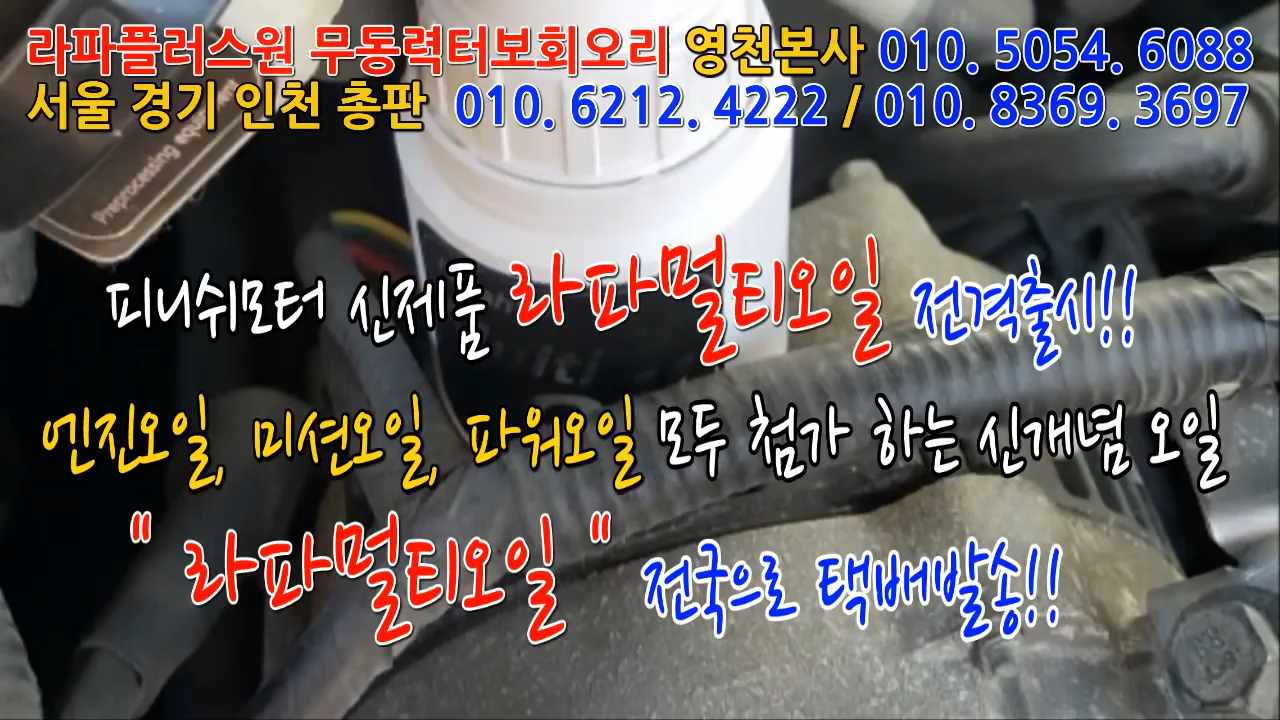 라파플러스원 무동력터보회오리 영천본사 010. 5054. 6088
서울 경기 인천 총판 010. 6212. 4222 / 010. 8369. 3697
Preprocessing
피니쉬모터 신제품 라파멀티오일 전격출시!!
엔진오일, 미션오일, 파워오일 모두 첨가 하는 신개념 오일
" 라파멀티오일 " 전국으로 택배발송!!